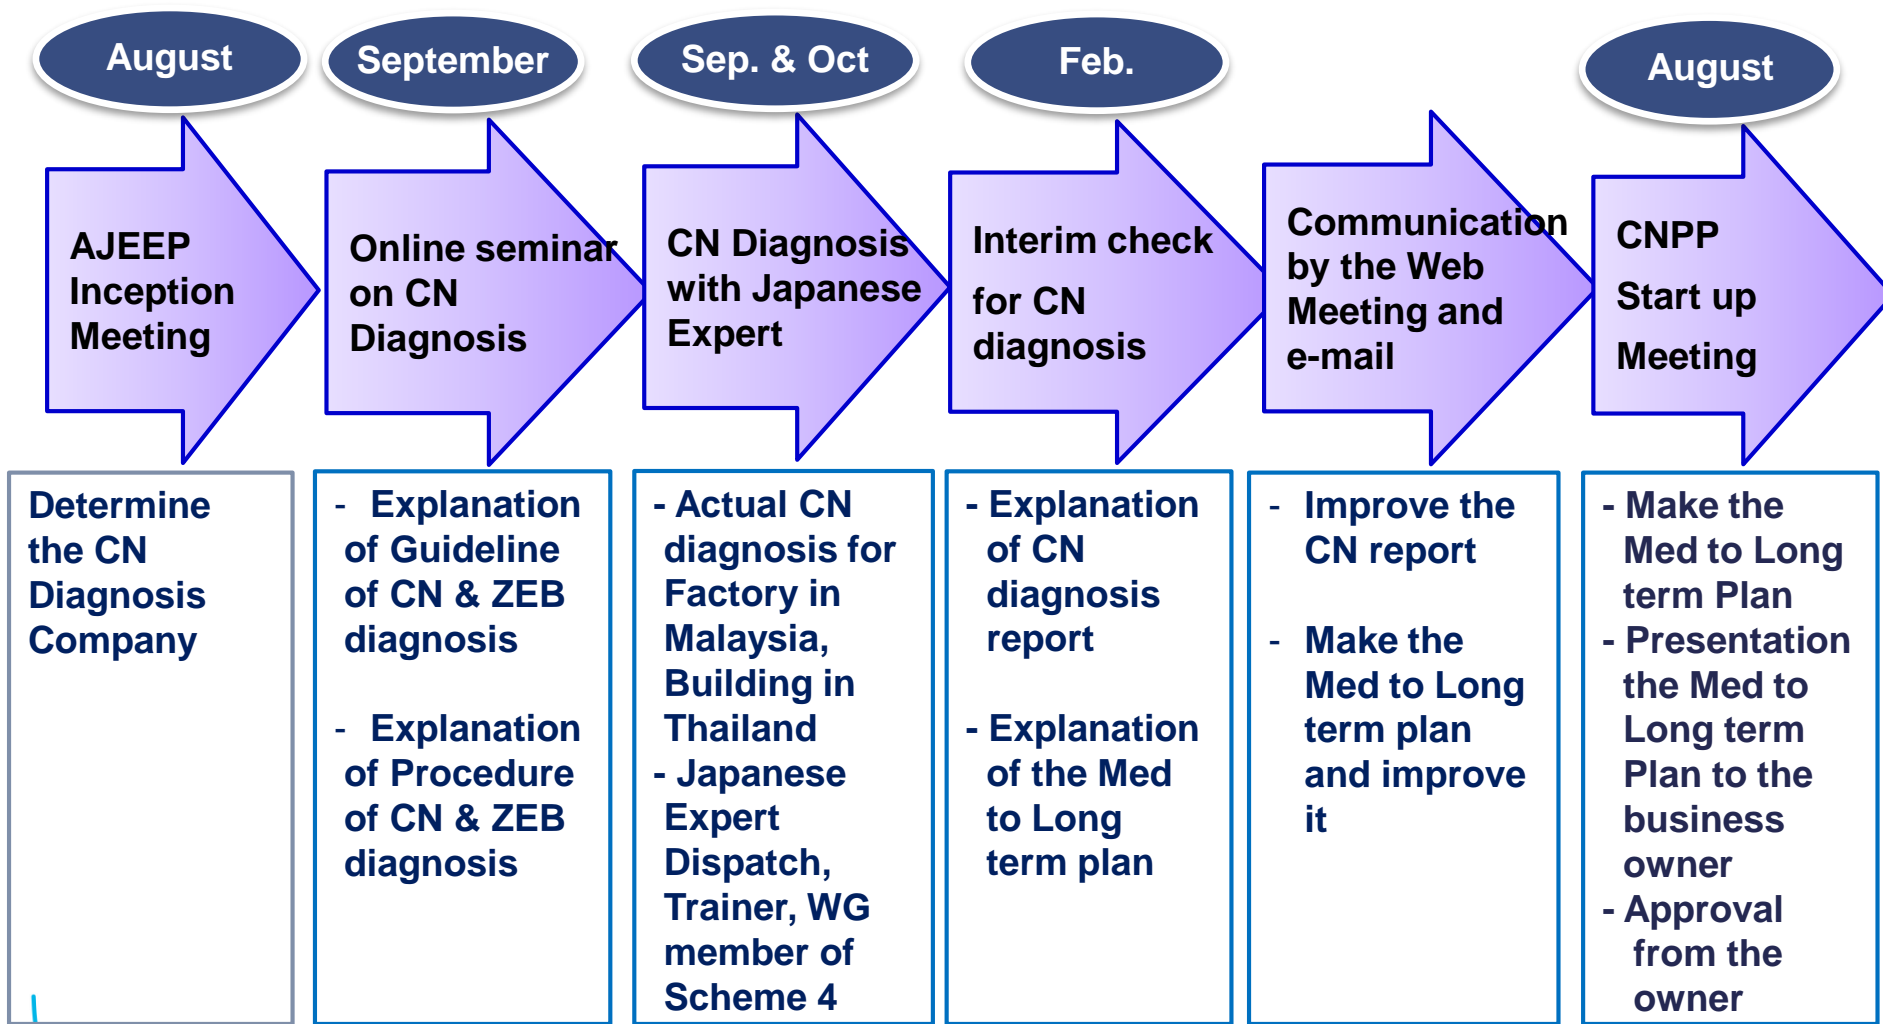 August
September
Sep. & Oct
Feb.
August
AJEEP
Inception
Meeting
Online seminar
on CN
Diagnosis
CN Diagnosis
with Japanese
Expert
Interim check
for CN
diagnosis
Communication
by the Web
Meeting and
e-mail
CNPP
Start up
Meeting
Determine
the CN
Diagnosis
Company
- Explanation
of Guideline
of CN & ZEB
diagnosis
- Explanation
of Procedure
of CN & ZEB
diagnosis
- Actual CN
diagnosis for
Factory in
Malaysia,
Building in
Thailand
- Japanese
Expert
Dispatch,
Trainer, WG
member of
Scheme 4
- Explanation
of CN
diagnosis
report
- Explanation
of the Med
to Long
term plan
- Improve the
CN report
- Make the
Med to Long
term plan
and improve
it
- Make the
Med to Long
term Plan
- Presentation
the Med to
Long term
Plan to the
business
owner
- Approval
from the
owner